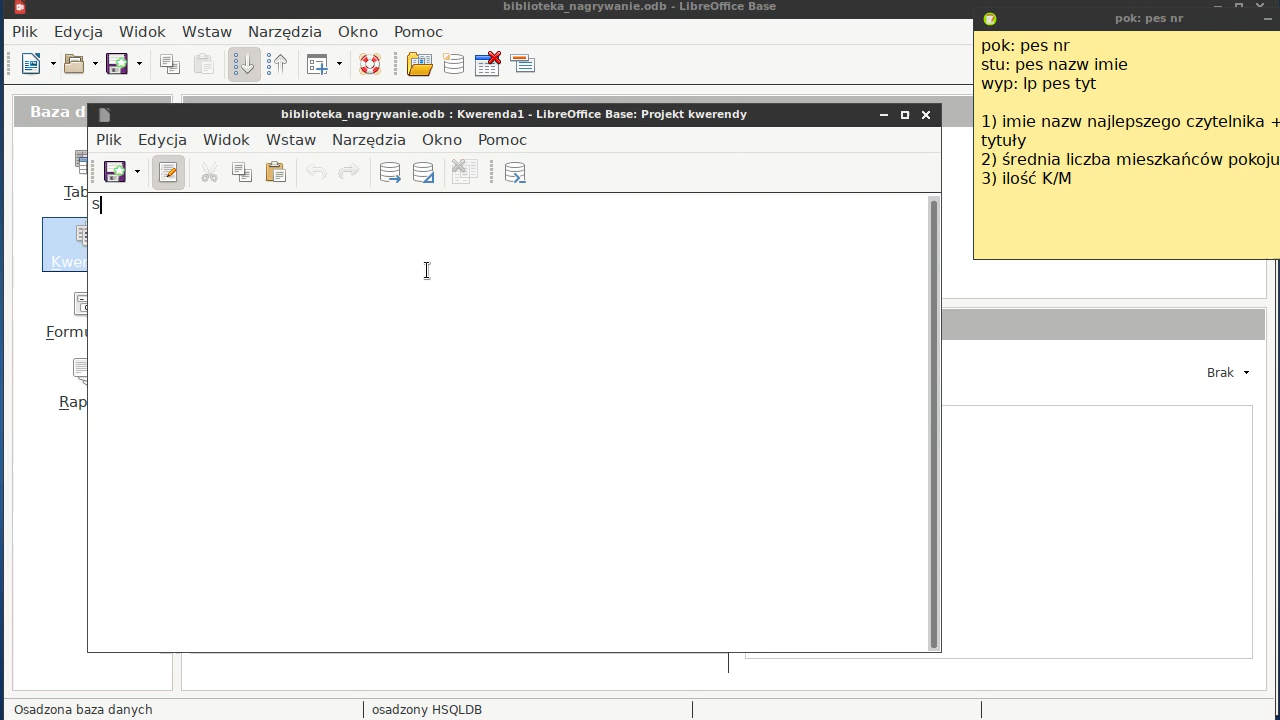 biblioteka_nagrywanie.odb - LibreOffice Base
Plik Edycja Widok Wstaw Narzędzia Okno Pomoc
pok: pes nr
pok: pes nr
stu: pes nazw imie
wyp: lp pes tyt
1) imie nazw najlepszego czytelnika +
tytuły
2) średnia liczba mieszkańców pokoju
3) ilość K/M
Baza d
biblioteka_nagrywanie.odb : Kwerenda1 - LibreOffice Base: Projekt kwerendy
Plik Edycja Widok Wstaw Narzędzia Okno Pomoc
S
Tab
Kwer
Formu
Rap
Brak
Osadzona baza danych
osadzony HSQLDB